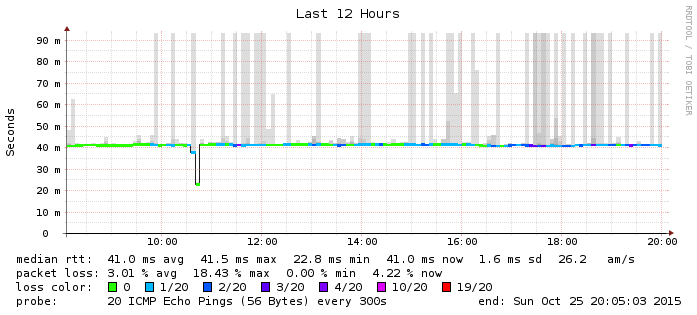 Last 12 Hours
RRDTOOL / TOBI OETIKER
Seconds
90 m
80 m
70 m
60 m
50 m
40 m
30 m
20 m
10 m
0
10:00 12:00 14:00 16:00 18:00 20:00
median rtt: 41.0 ms avg 41.5 ms max 22.8 ms min 41.0 ms now 1.6 ms sd 26.2 am/s
packet loss: 3.01 % avg 18.43 % max 0.00 % min 4.22 % now
loss color: 0 1/20 2/20 3/20 4/20 10/20 19/20
probe: 20 ICMP Echo Pings (56 Bytes) every 300s end: Sun Oct 25 20:05:03 2015